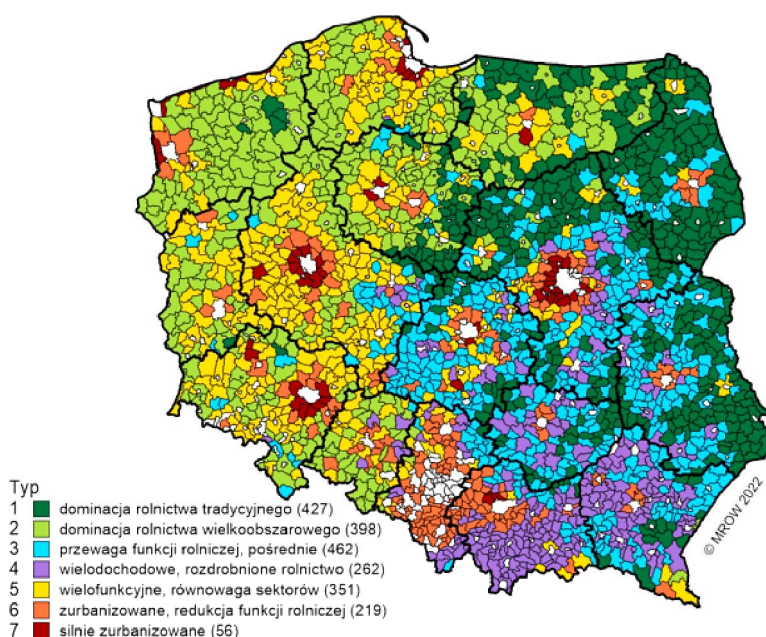 Typ
1 dominacja rolnictwa tradycyjnego (427)
2 dominacja rolnictwa wielkoobszarowego (398)
3 przewaga funkcji rolniczej, pośrednie (462)
4 wielodochodowe, rozdrobnione rolnictwo (262)
5 wielofunkcyjne, równowaga sektorów (351)
6 zurbanizowane, redukcja funkcji rolniczej (219)
7 silnie zurbanizowane (56)
© MROW 2022